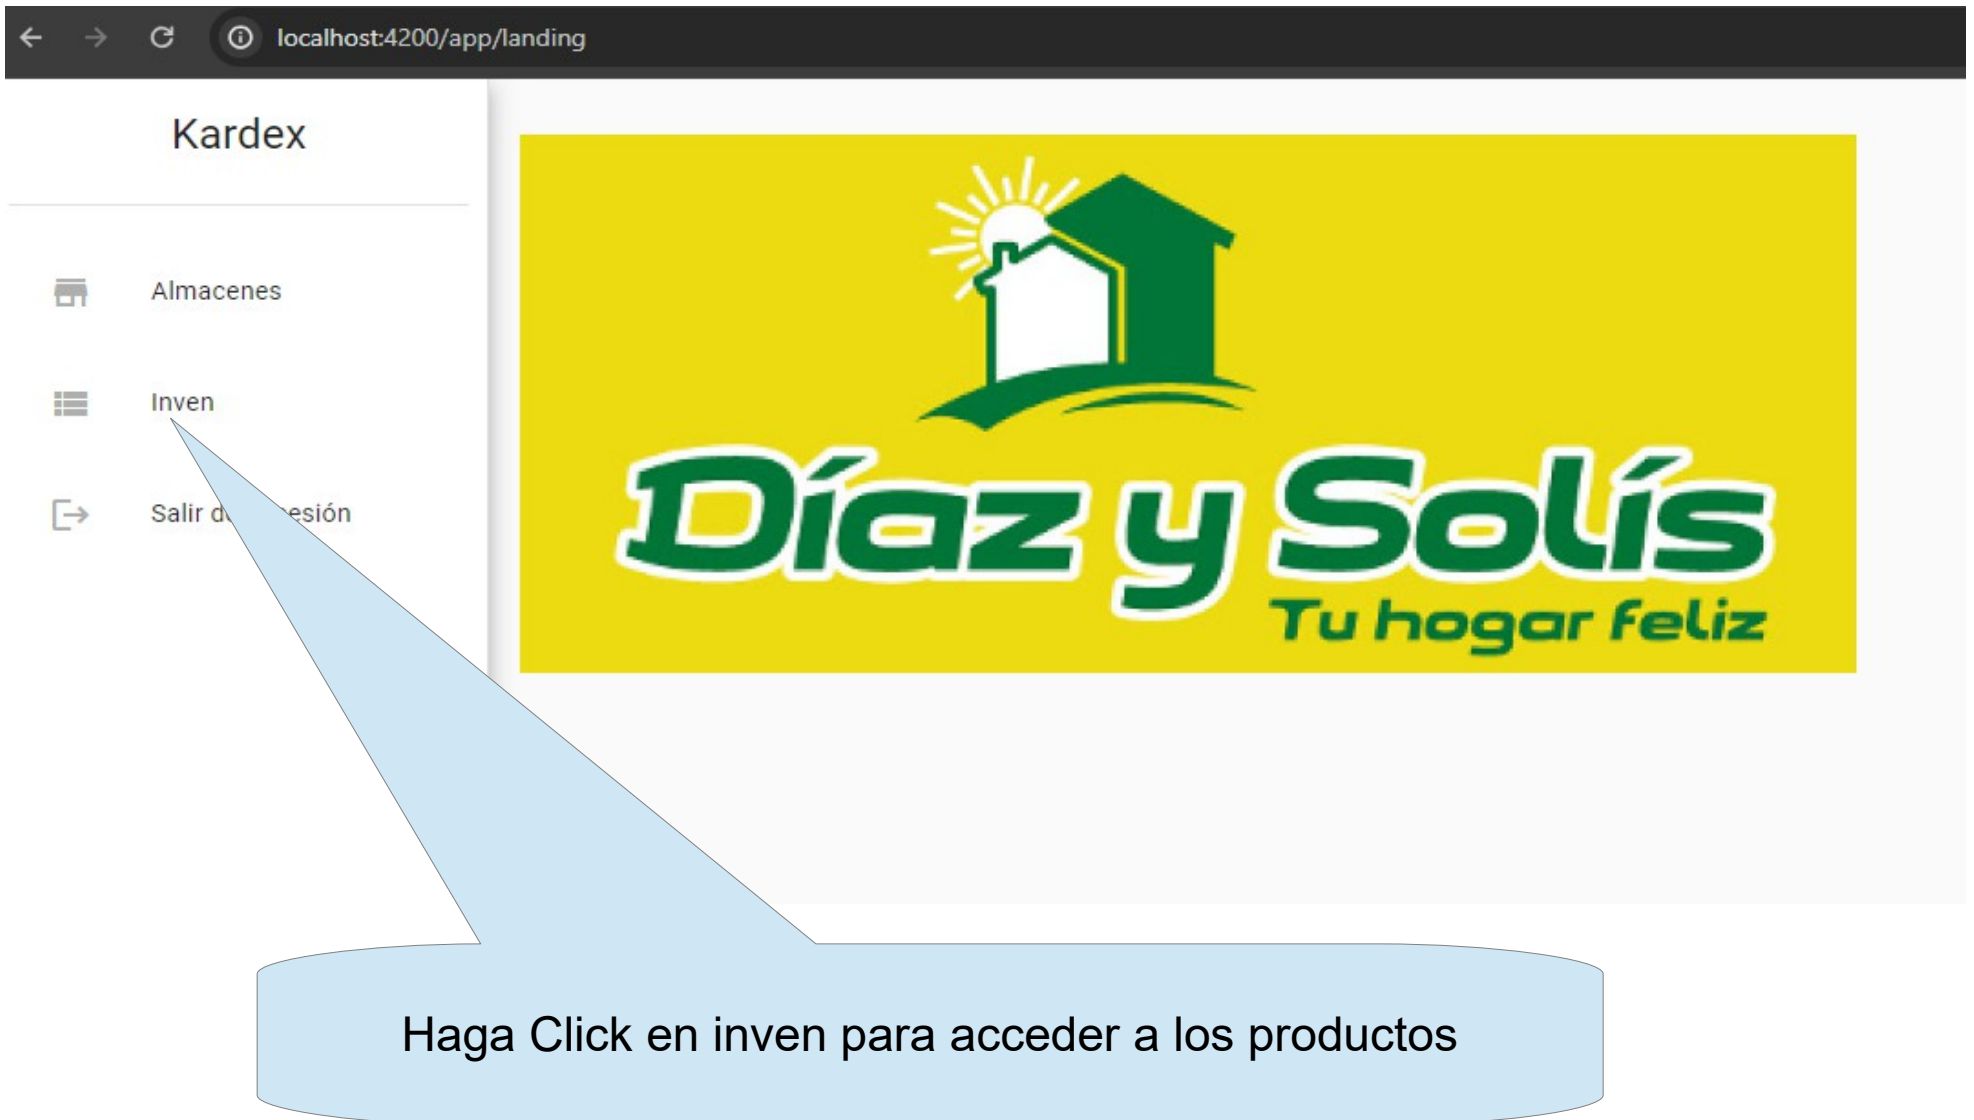 localhost:4200/app/landing
Kardex
Almacenes
Inven
Salir de esión
Díaz y Solís
Tu hogar feliz
Haga Click en inven para acceder a los productos